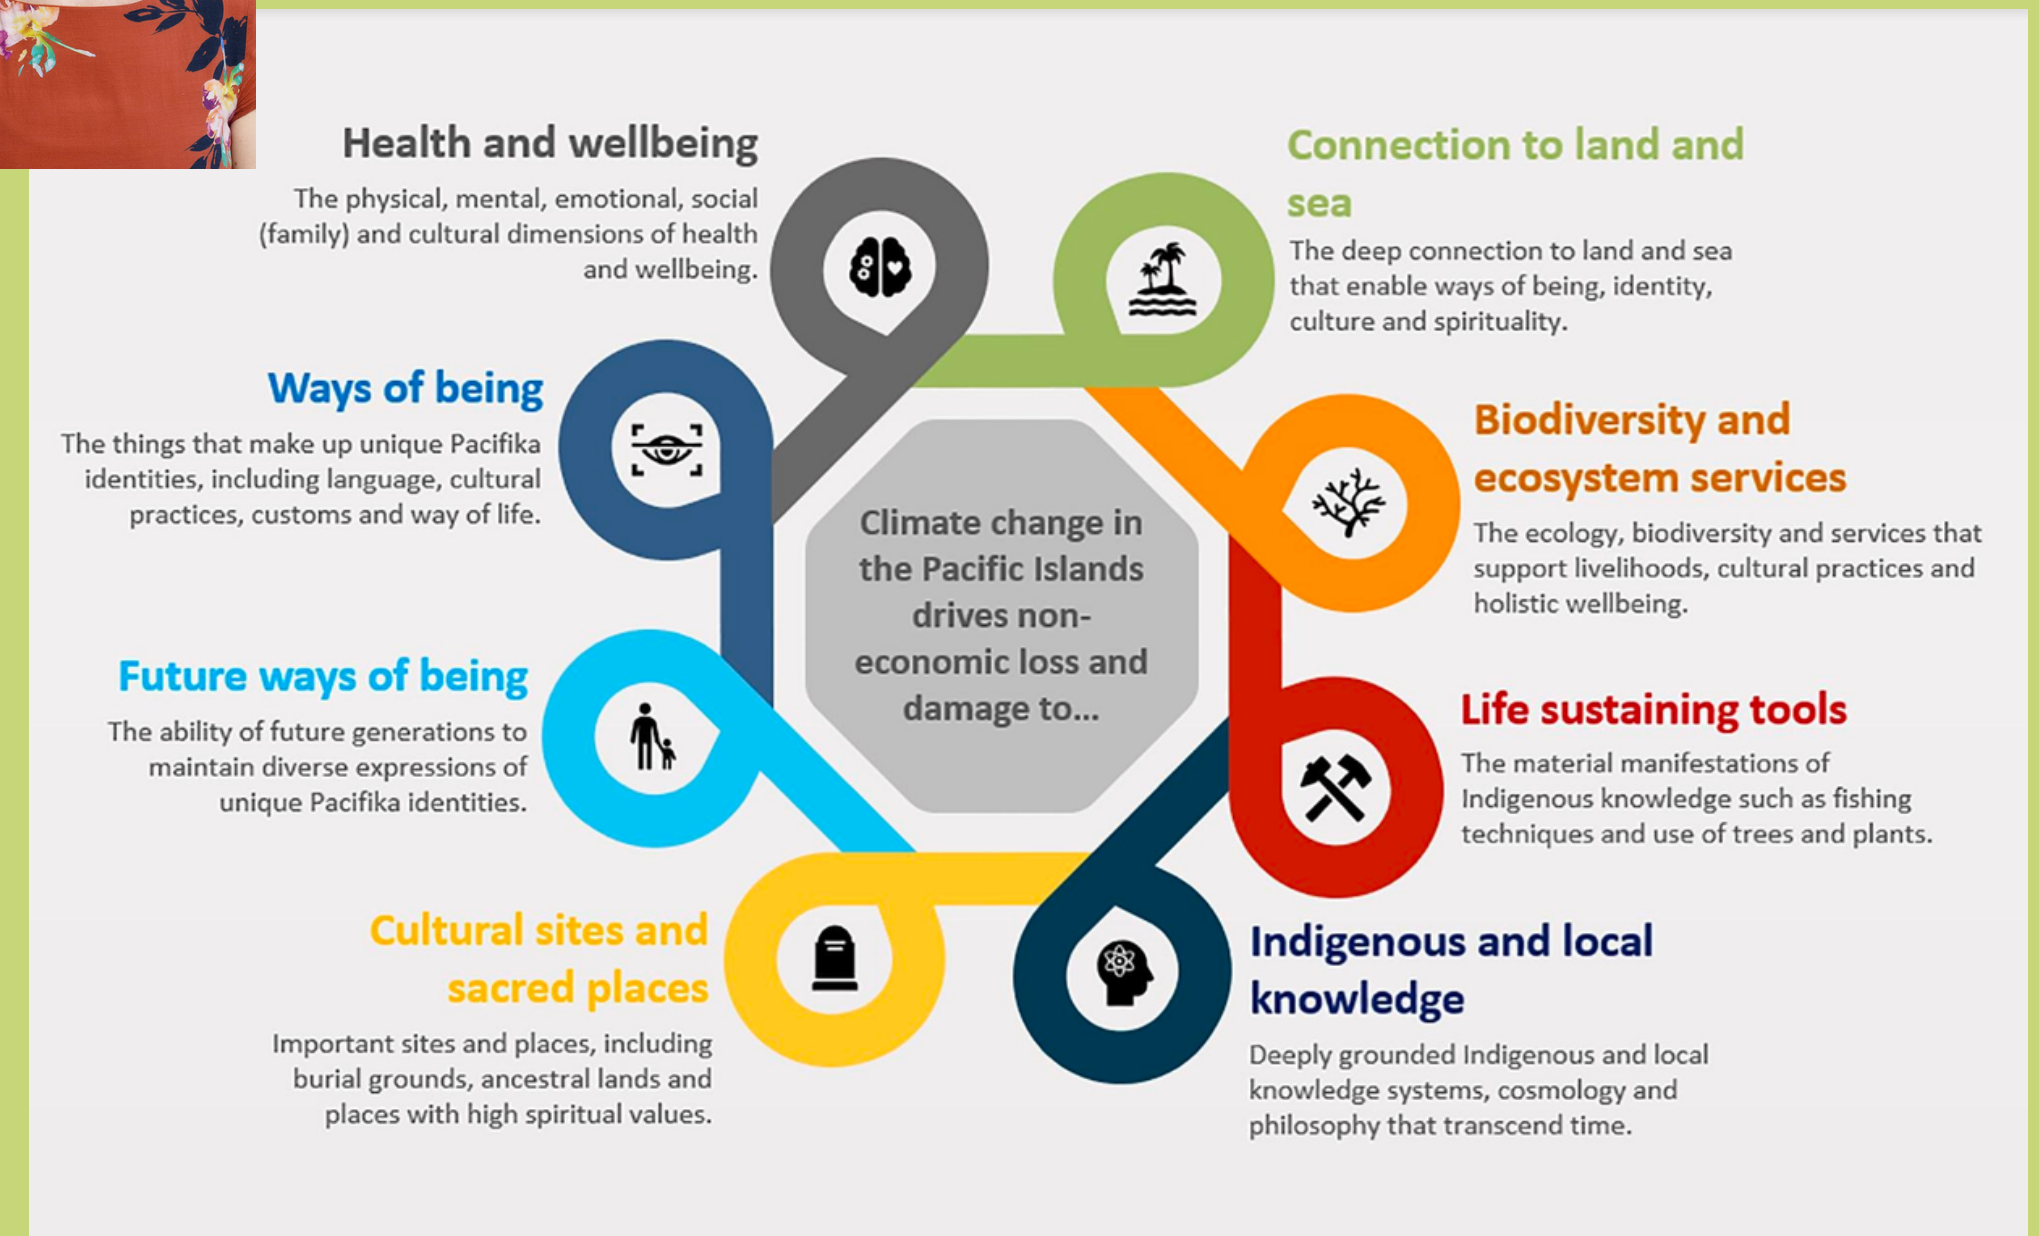 Health and wellbeing
The physical, mental, emotional, social
(family) and cultural dimensions of health
and wellbeing.
Connection to land and
sea
The deep connection to land and sea
that enable ways of being, identity,
culture and spirituality.
Ways of being
The things that make up unique Pacifika
identities, including language, cultural
practices, customs and way of life.
Climate change in
the Pacific Islands
drives non-
economic loss and
damage to...
Biodiversity and
ecosystem services
The ecology, biodiversity and services that
support livelihoods, cultural practices and
holistic wellbeing.
Future ways of being
The ability of future generations to
maintain diverse expressions of
unique Pacifika identities.
Life sustaining tools
The material manifestations of
Indigenous knowledge such as fishing
techniques and use of trees and plants.
Cultural sites and
sacred places
Important sites and places, including
burial grounds, ancestral lands and
places with high spiritual values.
Indigenous and local
knowledge
Deeply grounded Indigenous and local
knowledge systems, cosmology and
philosophy that transcend time.